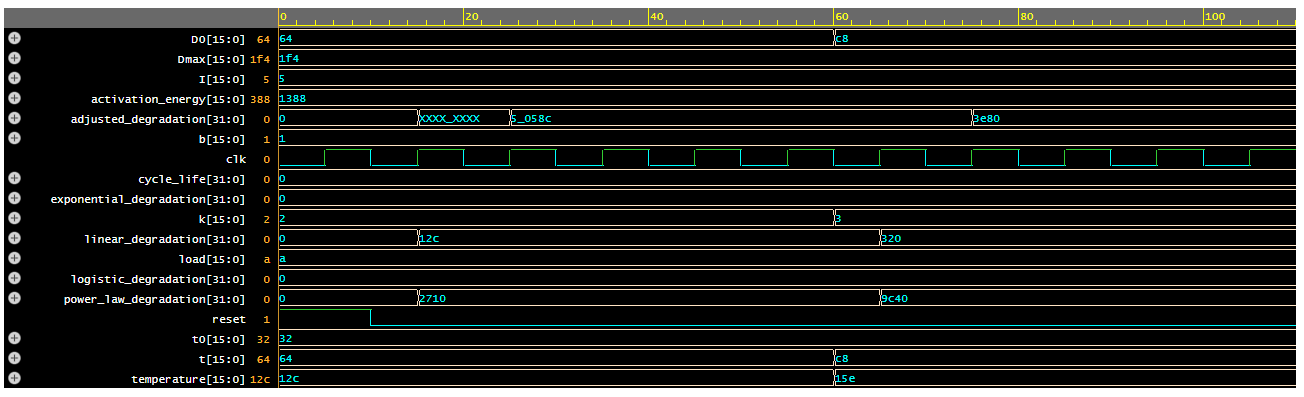 0 20 40 60 80 100
D0[15:0] 64 64 c8
Dmax[15:0] 1f4 1f4
I[15:0] 5 5
activation_energy[15:0] 388 1388
adjusted_degradation[31:0] 0 0 XXXX_XXXX 5_058c 3e80
b[15:0] 1 1
clk 0
cycle_life[31:0] 0 0
exponential_degradation[31:0] 0 0
k[15:0] 2 2 3
linear_degradation[31:0] 0 0 12c 320
load[15:0] a a
logistic_degradation[31:0] 0 0
power_law_degradation[31:0] 0 0 2710 9c40
reset 1
t0[15:0] 32 32
t[15:0] 64 64 c8
temperature[15:0] 12c 12c 15e